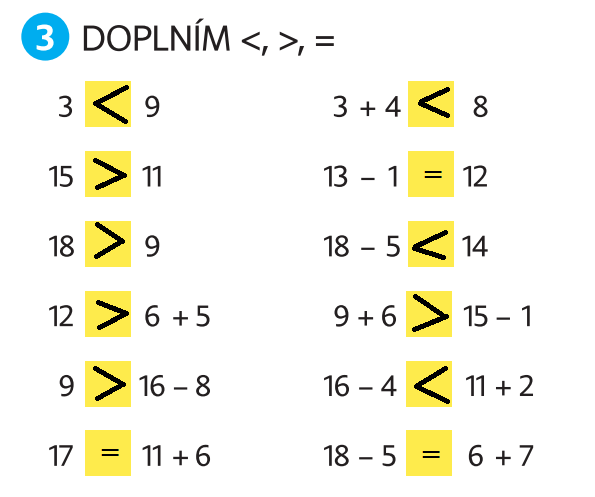 3 DOPLNÍM <, >, =
3 < 9 3 + 4 < 8
15 > 11 13 – 1 = 12
18 > 9 18 – 5 < 14
12 > 6 + 5 9 + 6 > 15 – 1
9 > 16 – 8 16 – 4 < 11 + 2
17 = 11 + 6 18 – 5 = 6 + 7